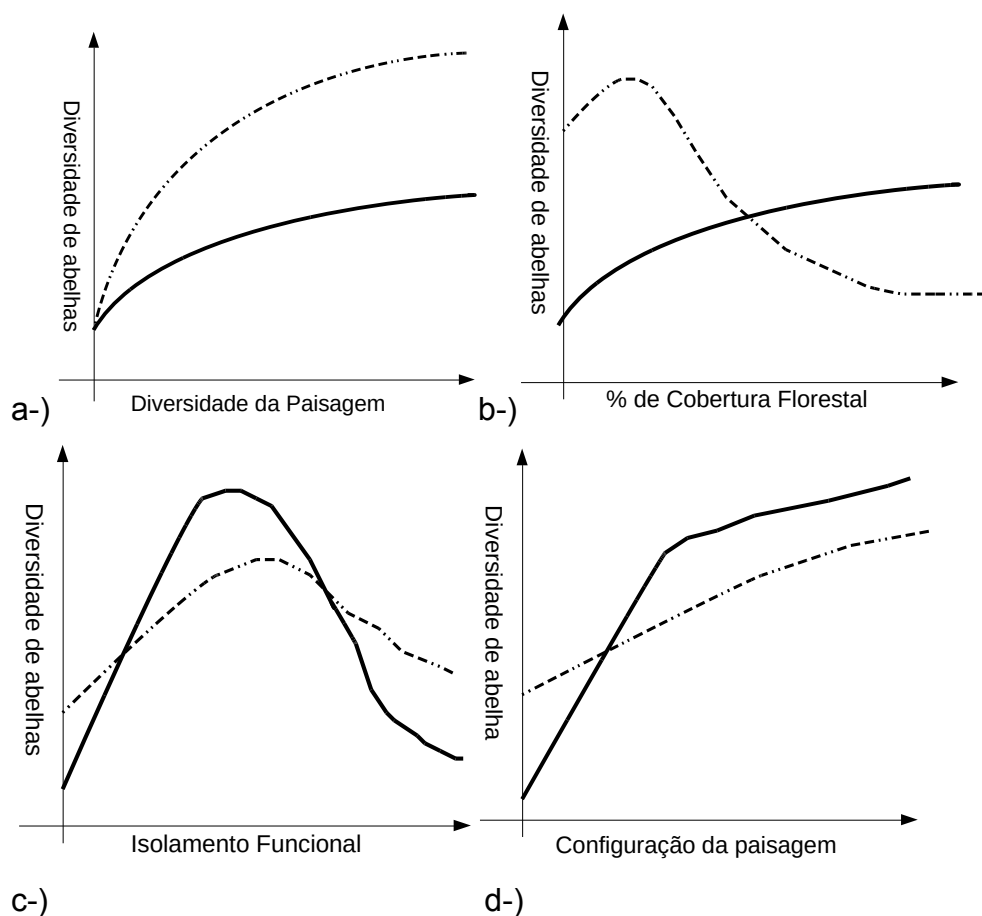 Diversidade de abelhas
Diversidade da Paisagem
a-)
Diversidade de abelhas
% de Cobertura Florestal
b-)
Diversidade de abelhas
Isolamento Funcional
c-)
Diversidade de abelha
Configuração da paisagem
d-)